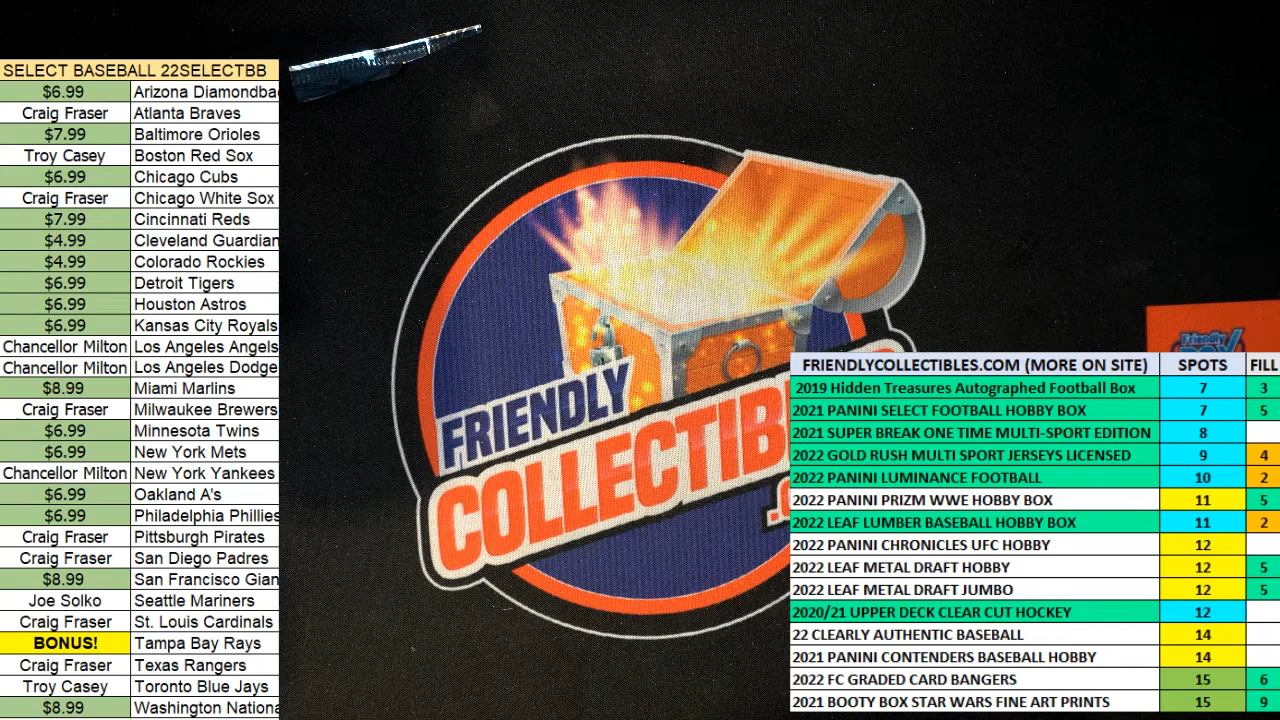 SELECT BASEBALL 22SELECTBB
$6.99 Arizona Diamondba
Craig Fraser Atlanta Braves
$7.99 Baltimore Orioles
Troy Casey Boston Red Sox
$6.99 Chicago Cubs
Craig Fraser Chicago White Sox
$7.99 Cincinnati Reds
$4.99 Cleveland Guardian
$4.99 Colorado Rockies
$6.99 Detroit Tigers
$6.99 Houston Astros
$6.99 Kansas City Royals
Chancellor Milton Los Angeles Angels
Chancellor Milton Los Angeles Dodge
$8.99 Miami Marlins
Craig Fraser Milwaukee Brewers
$6.99 Minnesota Twins
$6.99 New York Mets
Chancellor Milton New York Yankees
$6.99 Oakland A's
$6.99 Philadelphia Phillies
Craig Fraser Pittsburgh Pirates
Craig Fraser San Diego Padres
$8.99 San Francisco Gian
Joe Solko Seattle Mariners
Craig Fraser St. Louis Cardinals
BONUS! Tampa Bay Rays
Craig Fraser Texas Rangers
Troy Casey Toronto Blue Jays
$8.99 Washington Nationa
FRIENDLY
COLLECTIB
Friendly
BOX
FRIENDLYCOLLECTIBLES.COM (MORE ON SITE) SPOTS FILL
2019 Hidden Treasures Autographed Football Box 7 3
2021 PANINI SELECT FOOTBALL HOBBY BOX 7 5
2021 SUPER BREAK ONE TIME MULTI-SPORT EDITION 8
2022 GOLD RUSH MULTI SPORT JERSEYS LICENSED 9 4
2022 PANINI LUMINANCE FOOTBALL 10 2
2022 PANINI PRIZM WWE HOBBY BOX 11 5
2022 LEAF LUMBER BASEBALL HOBBY BOX 11 2
2022 PANINI CHRONICLES UFC HOBBY 12
2022 LEAF METAL DRAFT HOBBY 12 5
2022 LEAF METAL DRAFT JUMBO 12 5
2020/21 UPPER DECK CLEAR CUT HOCKEY 12
22 CLEARLY AUTHENTIC BASEBALL 14
2021 PANINI CONTENDERS BASEBALL HOBBY 14
2022 FC GRADED CARD BANGERS 15 6
2021 BOOTY BOX STAR WARS FINE ART PRINTS 15 9